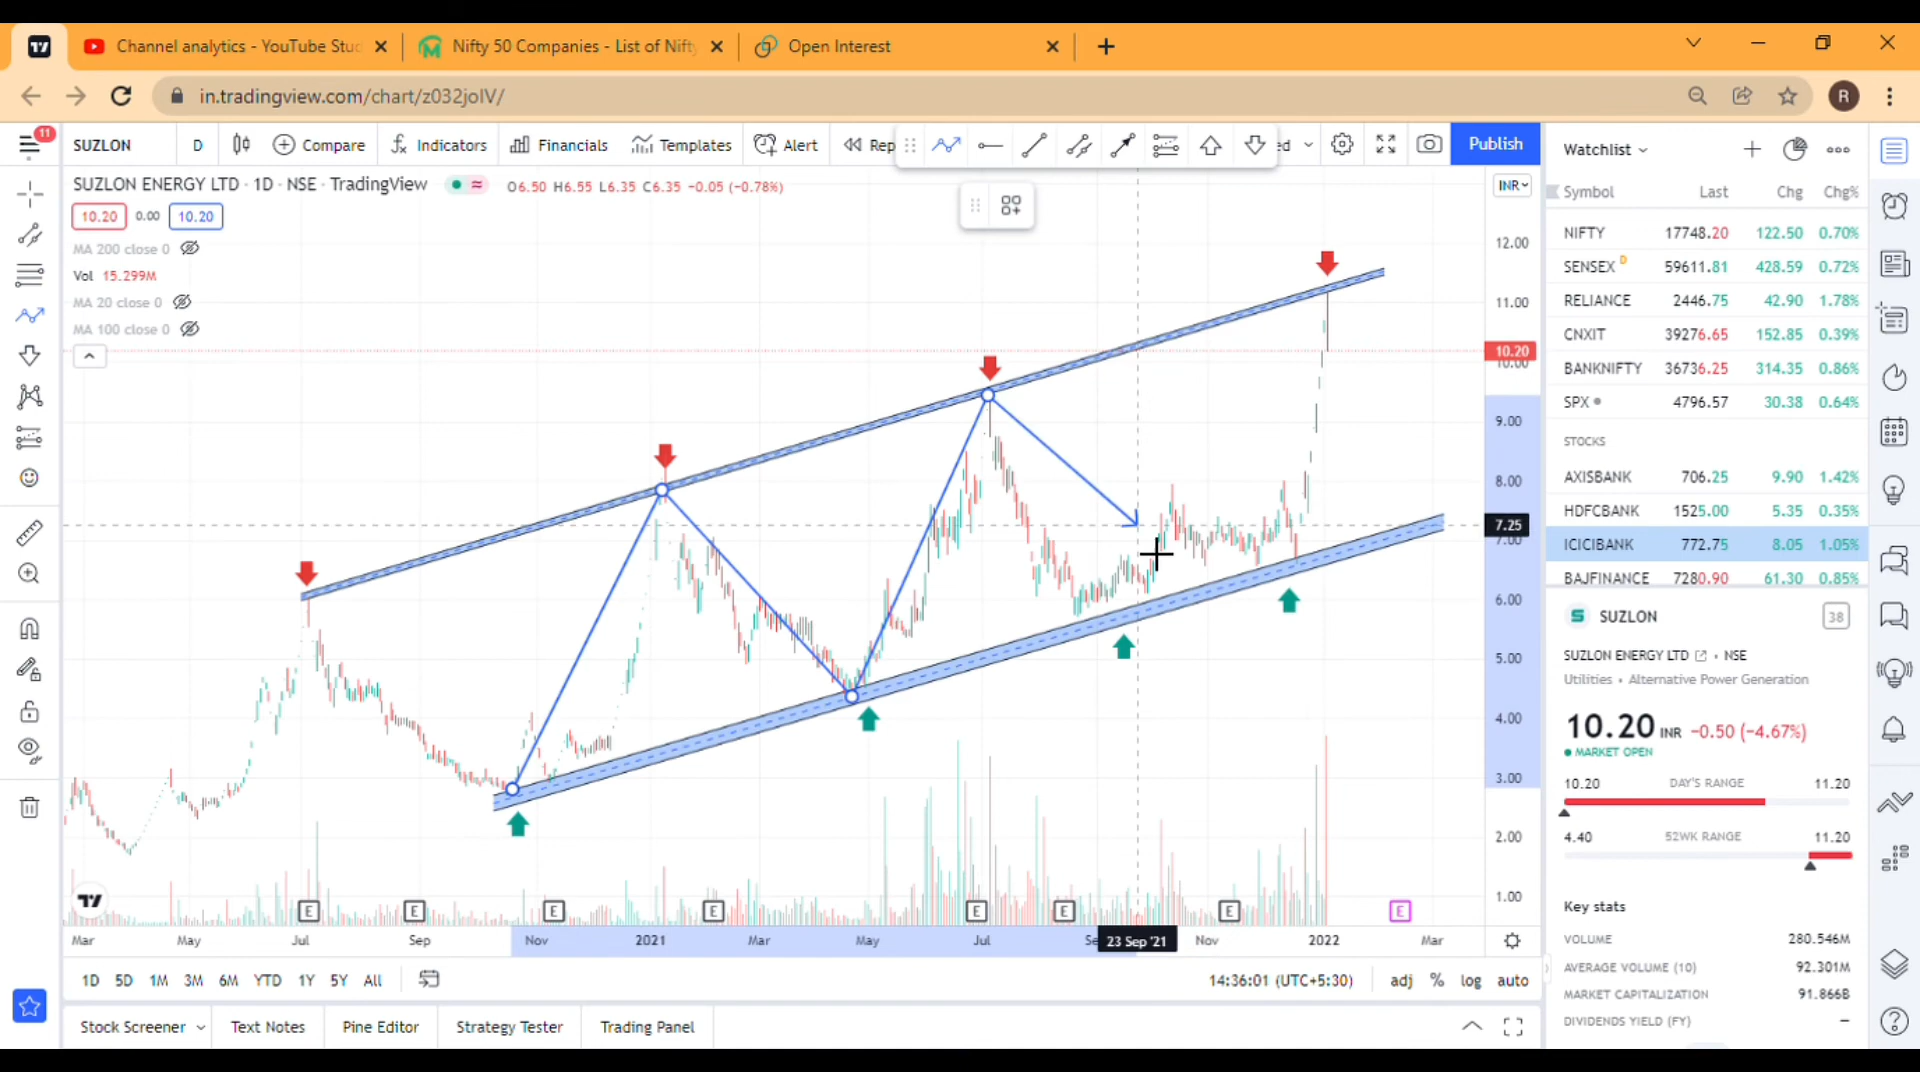 Channel analytics - YouTube Stu
Nifty 50 Companies - List of Nift
Open Interest
in.tradingview.com/chart/z032joIV/
R
11
SUZLON
D
Compare
Indicators
Financials
Templates
Alert
Rep
ed
Publish
SUZLON ENERGY LTD · 1D · NSE · TradingView
O6.50 H6.55 L6.35 C6.35 −0.05 (−0.78%)
10.20 0.00 10.20
MA 200 close 0
Vol 15.299M
MA 20 close 0
MA 100 close 0
INR
12.00
11.00
10.20
10.00
9.00
8.00
7.25
7.00
6.00
5.00
4.00
3.00
2.00
1.00
E E E E E E E E
Mar May Jul Sep Nov 2021 Mar May Jul Se 23 Sep '21 Nov 2022 Mar
1D 5D 1M 3M 6M YTD 1Y 5Y All
14:36:01 (UTC+5:30) adj % log auto
Stock Screener Text Notes Pine Editor Strategy Tester Trading Panel
Watchlist
Symbol Last Chg Chg%
NIFTY 17748.20 122.50 0.70%
SENSEX D 59611.81 428.59 0.72%
RELIANCE 2446.75 42.90 1.78%
CNXIT 39276.65 152.85 0.39%
BANKNIFTY 36736.25 314.35 0.86%
SPX 4796.57 30.38 0.64%
STOCKS
AXISBANK 706.25 9.90 1.42%
HDFCBANK 1525.00 5.35 0.35%
ICICIBANK 772.75 8.05 1.05%
BAJFINANCE 7280.90 61.30 0.85%
S SUZLON 38
SUZLON ENERGY LTD • NSE
Utilities • Alternative Power Generation
10.20 INR −0.50 (−4.67%)
MARKET OPEN
10.20 DAY'S RANGE 11.20
4.40 52WK RANGE 11.20
Key stats
VOLUME 280.546M
AVERAGE VOLUME (10) 92.301M
MARKET CAPITALIZATION 91.866B
DIVIDENDS YIELD (FY) —